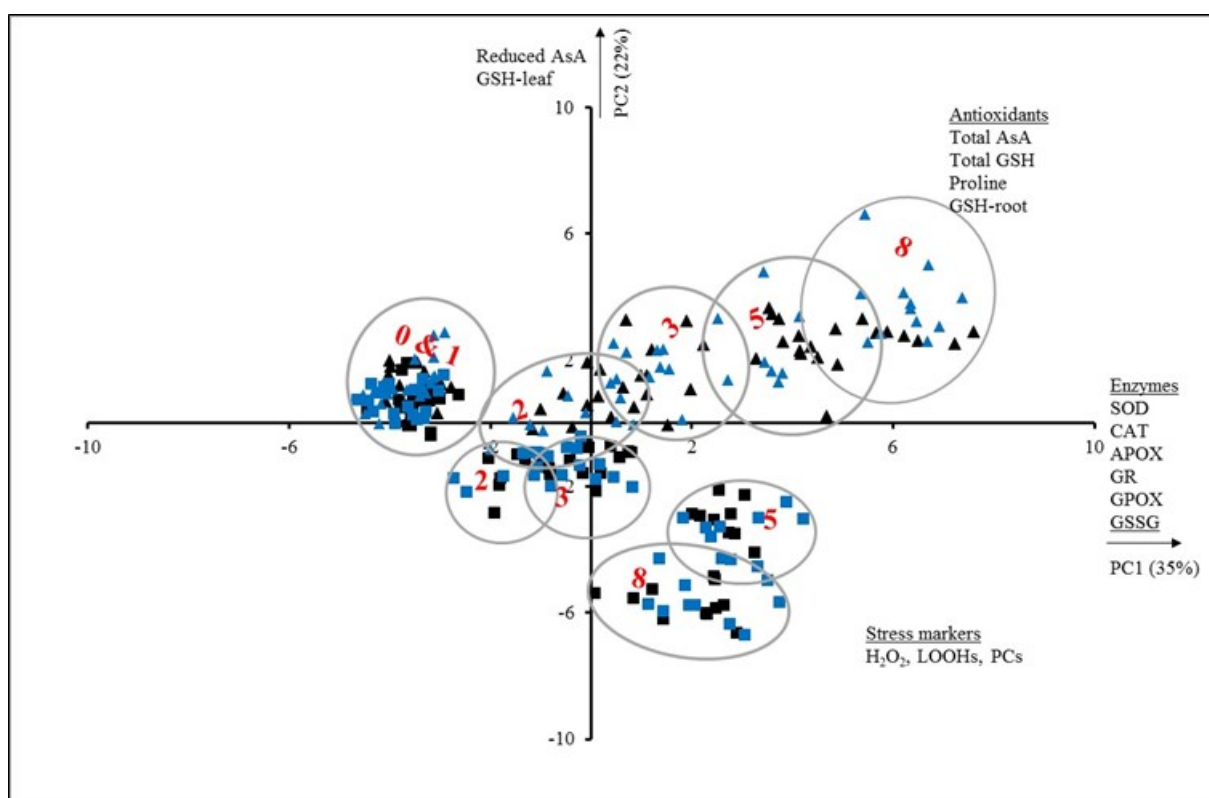 Reduced AsA
GSH-leaf
PC2 (22%)
10
Antioxidants
Total AsA
Total GSH
Proline
GSH-root
6
8
0 & 1
3
5
2
2
-10
-6
-2
2
6
10
Enzymes
SOD
CAT
APOX
GR
GPOX
GSSG
PC1 (35%)
2
3
2
5
8
-6
Stress markers
H₂O₂, LOOHs, PCs
-10